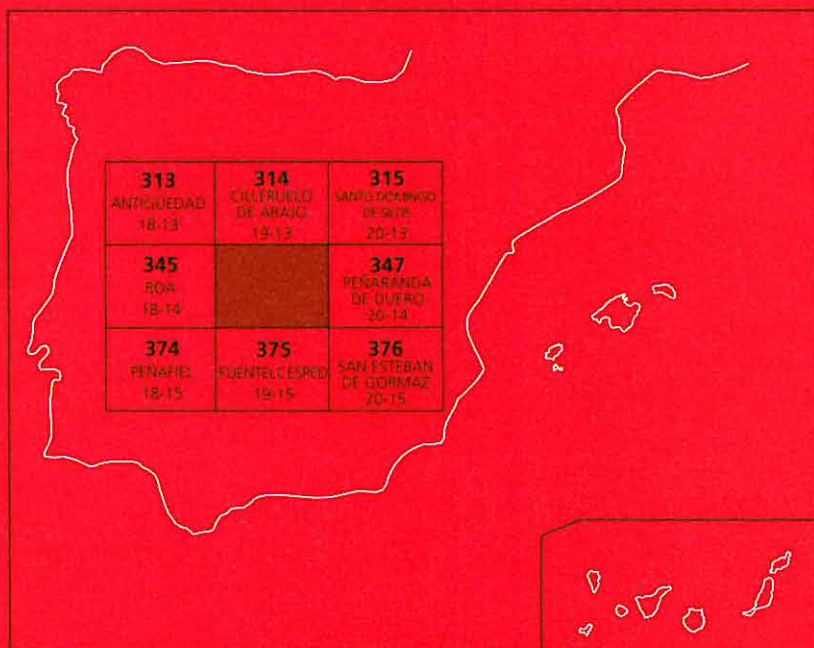 313
ANTIGÜEDAD
18-13
314
CILLERUELO
DE ABAJO
19-13
315
SANTO DOMINGO
DE SILOS
20-13
345
ROA
18-14
347
PEÑARANDA
DE DUERO
20-14
374
PEÑAFIEL
18-15
375
FUENTELCESPED
19-15
376
SAN ESTEBAN
DE GORMAZ
20-15